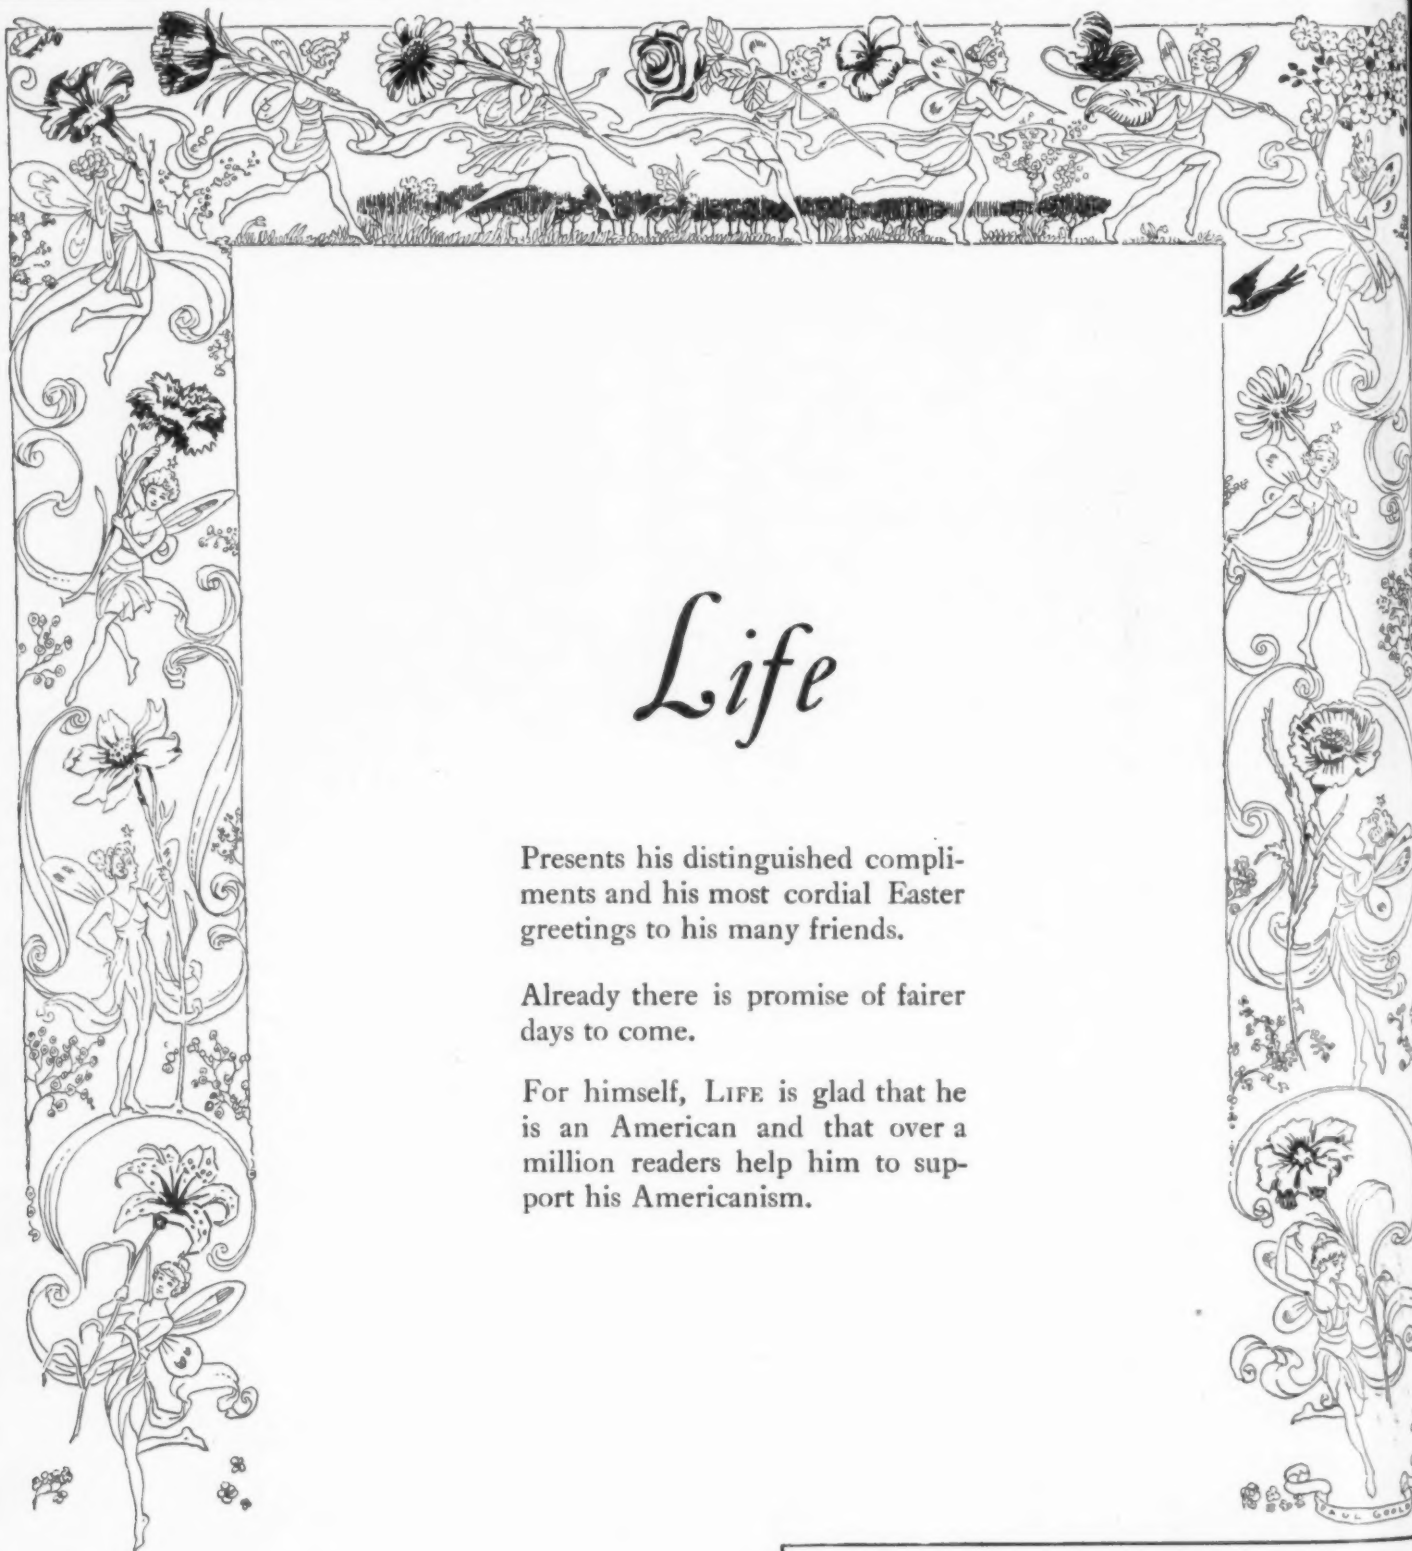 Life
Presents his distinguished compli-
ments and his most cordial Easter
greetings to his many friends.
Already there is promise of fairer
days to come.
For himself, LIFE is glad that he
is an American and that over a
million readers help him to sup-
port his Americanism.
PAUL GOOLD